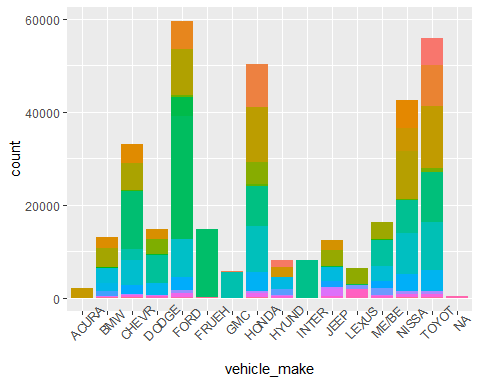 60000
40000
20000
0
count
ACURA
BMW
CHEVR
DODGE
FORD
FRUEH
GMC
HONDA
HYUND
INTER
JEEP
LEXUS
ME/BE
NISSA
TOYOT
NA
vehicle_make